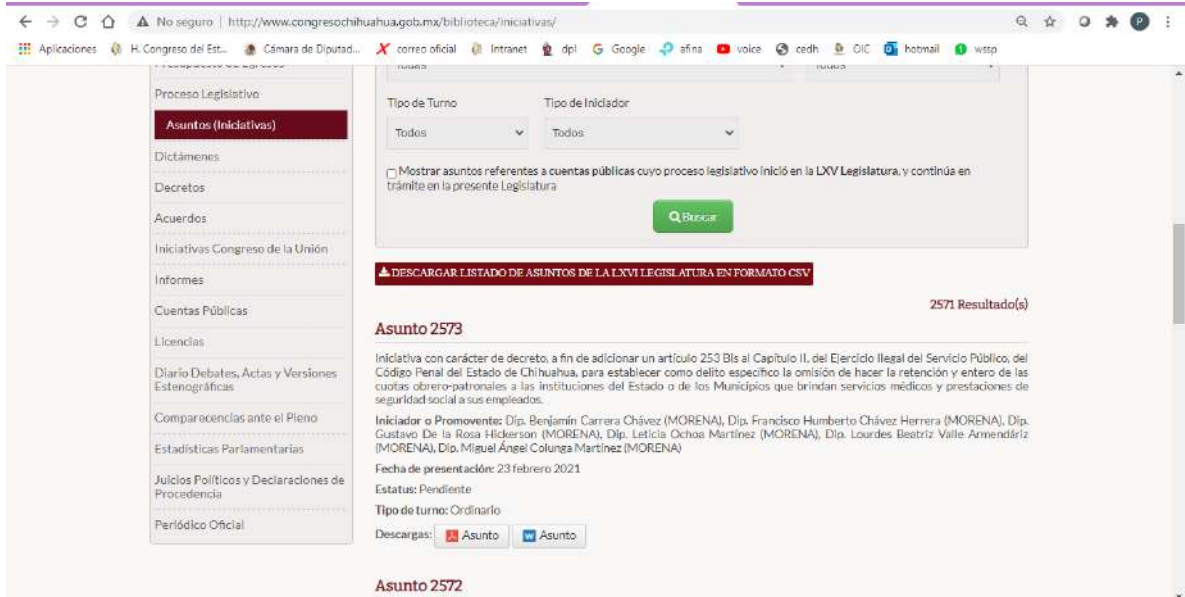 No seguro | http://www.congresochihuahua.gob.mx/biblioteca/iniciativas/
P
Aplicaciones H. Congreso del Est... Cámara de Diputad... correo oficial Intranet dpl Google afina voice cedh OIC hotmail wssp
Presupuesto de Egresos
Proceso Legislativo
Asuntos (Iniciativas)
Dictámenes
Decretos
Acuerdos
Iniciativas Congreso de la Unión
Informes
Cuentas Públicas
Licencias
Diario Debates, Actas y Versiones
Estenográficas
Comparecencias ante el Pleno
Estadísticas Parlamentarias
Juicios Políticos y Declaraciones de
Procedencia
Periódico Oficial
Todas Todos
Tipo de Turno Tipo de Iniciador
Todos Todos
Mostrar asuntos referentes a cuentas públicas cuyo proceso legislativo inició en la LXV Legislatura, y continúa en
trámite en la presente Legislatura
Buscar
DESCARGAR LISTADO DE ASUNTOS DE LA LXVI LEGISLATURA EN FORMATO CSV
2571 Resultado(s)
Asunto 2573
Iniciativa con carácter de decreto, a fin de adicionar un artículo 253 Bis al Capítulo II, del Ejercicio Ilegal del Servicio Público, del
Código Penal del Estado de Chihuahua, para establecer como delito específico la omisión de hacer la retención y entero de las
cuotas obrero-patronales a las instituciones del Estado o de los Municipios que brindan servicios médicos y prestaciones de
seguridad social a sus empleados.
Iniciador o Promovente: Dip. Benjamín Carrera Chávez (MORENA), Dip. Francisco Humberto Chávez Herrera (MORENA), Dip.
Gustavo De la Rosa Hickerson (MORENA), Dip. Leticia Ochoa Martínez (MORENA), Dip. Lourdes Beatriz Valle Armendáriz
(MORENA), Dip. Miguel Ángel Colunga Martínez (MORENA)
Fecha de presentación: 23 febrero 2021
Estatus: Pendiente
Tipo de turno: Ordinario
Descargas: Asunto Asunto
Asunto 2572